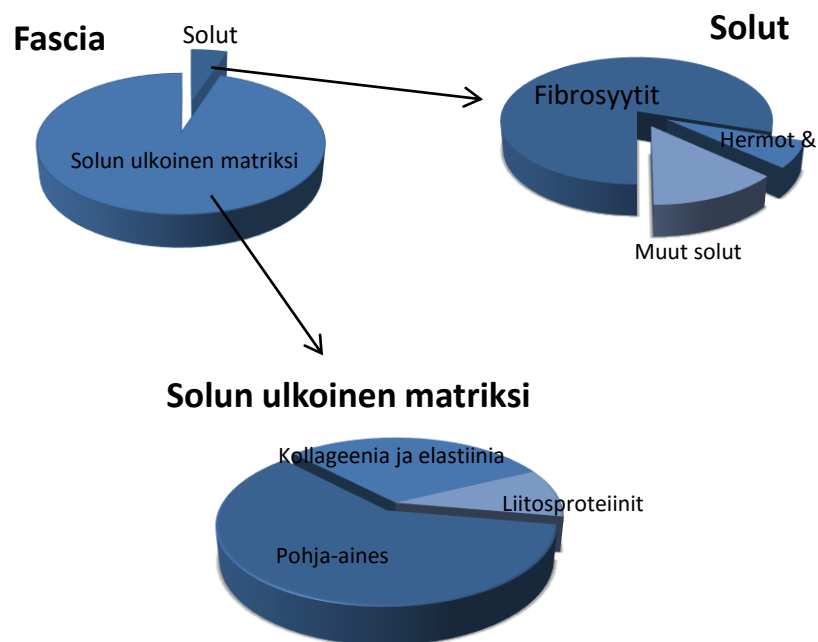 Fascia
Solut
Solun ulkoinen matriksi
Solut
Fibrosyytit
Hermot &
Muut solut
Solun ulkoinen matriksi
Kollageenia ja elastiinia
Liitosproteiinit
Pohja-aines